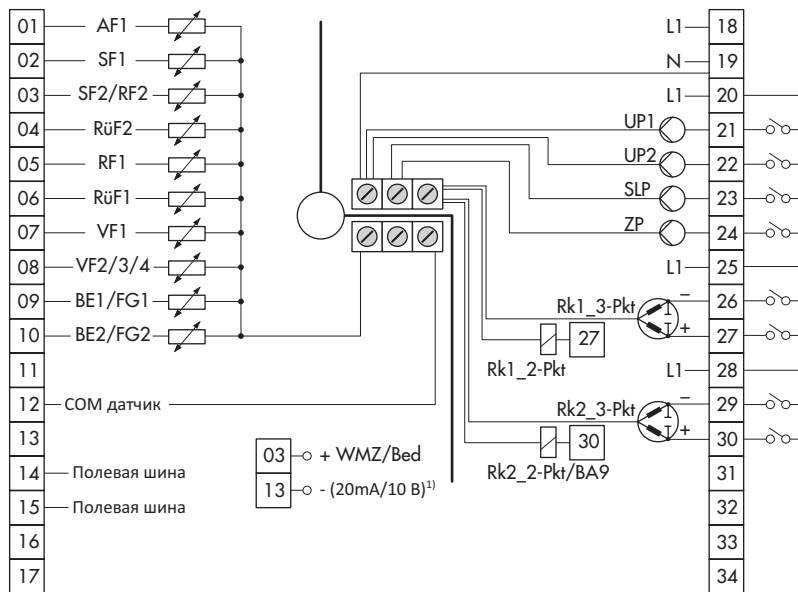 01 AF1
02 SF1
03 SF2/RF2
04 RüF2
05 RF1
06 RüF1
07 VF1
08 VF2/3/4
09 BE1/FG1
10 BE2/FG2
11
12 COM датчик
13
14 Полевая шина
15 Полевая шина
16
17
03 + WMZ/Bed
13 - (20mA/10 В)1)
L1 18
N 19
L1 20
UP1 21
UP2 22
SLP 23
ZP 24
L1 25
Rk1_3-Pkt − 26
+ 27
27
Rk1_2-Pkt
L1 28
Rk2_3-Pkt − 29
+ 30
30
Rk2_2-Pkt/BA9
31
32
33
34